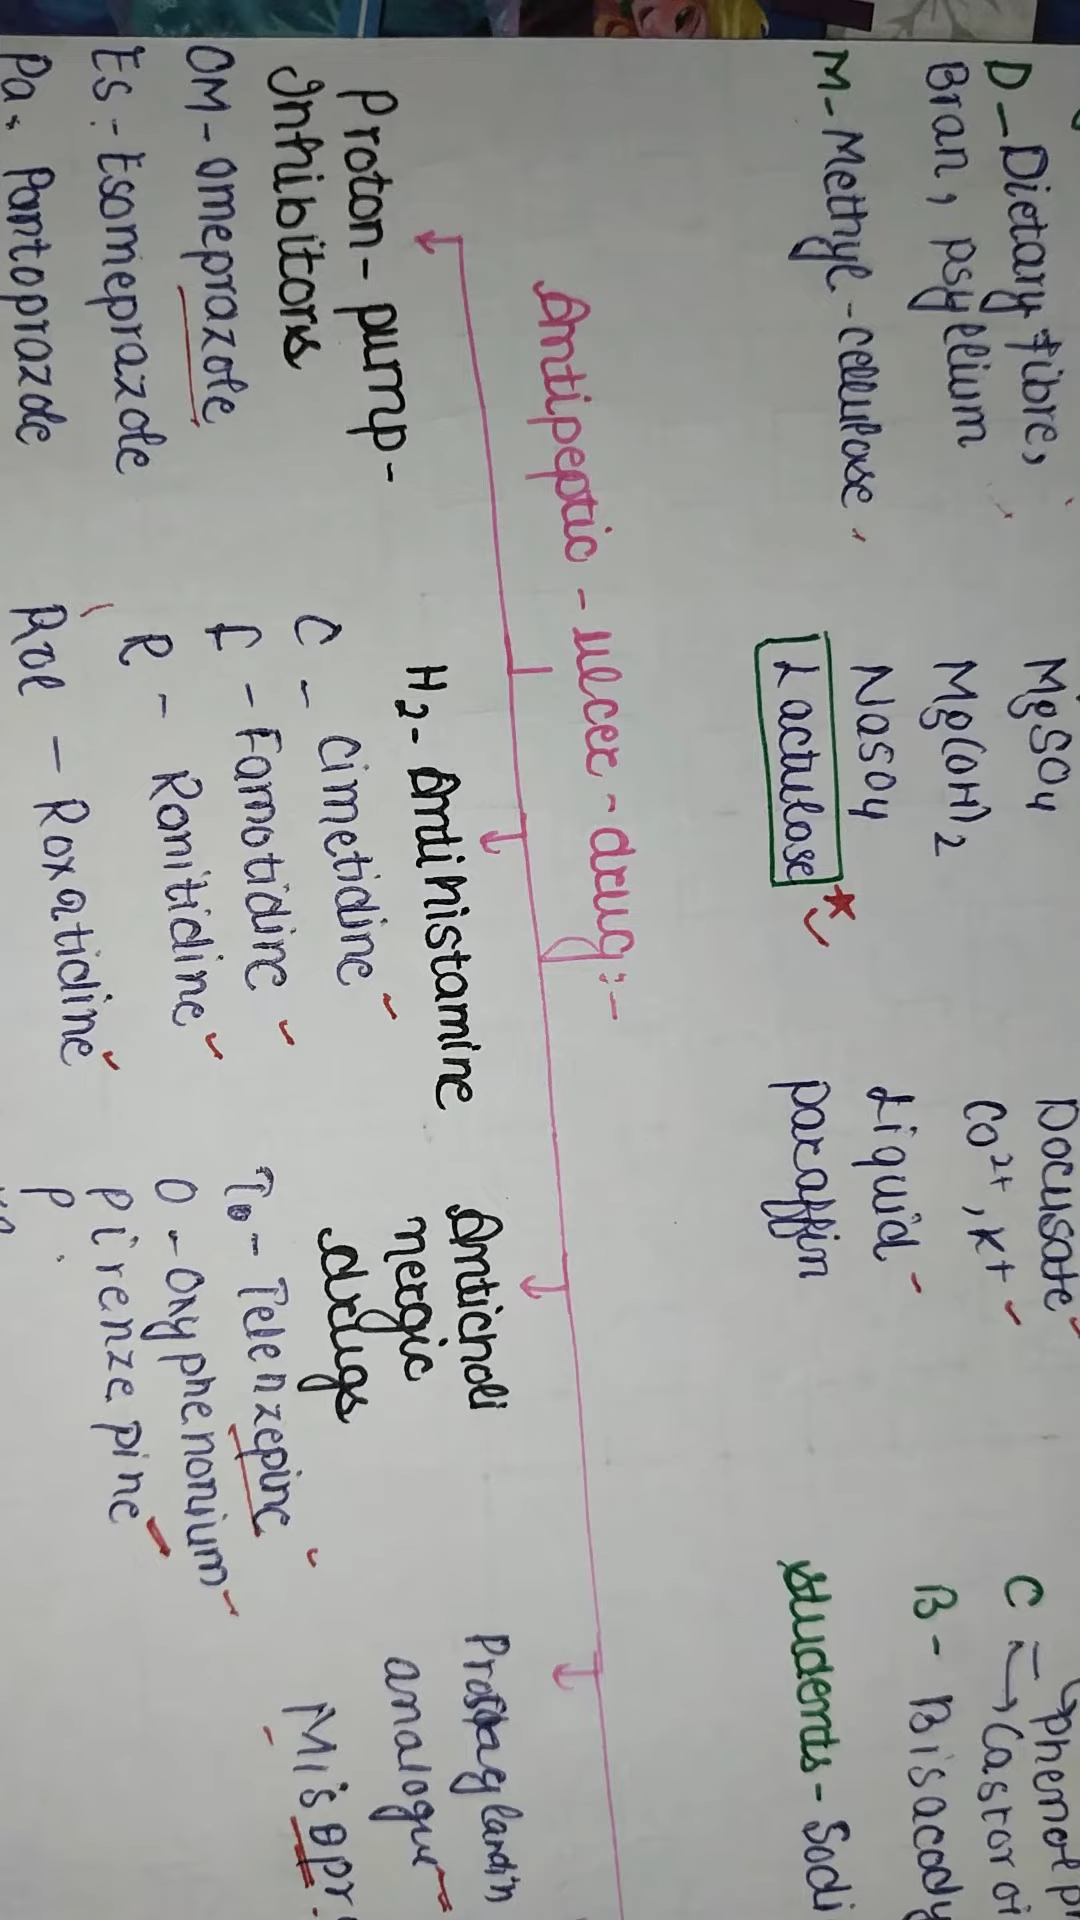 D - Dietary fibre,
Bran, psyllium
M - Methyl - cellulose,
MgSO4
Mg(OH)2
NaSO4
Lactulose
Docusate
Co2+, K+
Liquid
paraffin
C
Castor oi
B - Bisacody
students - Sodi
Antipeptic - ulcer - drug :-
Proton - pump -
Inhibitors
OM - omeprazole
Es :- Esomeprazole
Pa. Pantoprazole
H2 - Antihistamine
C - Cimetidine
F - Famotidine
R - Ranitidine
Rol - Roxatidine
Anticholi
nergic
drugs
To - Telenzepine
O - Oxyphenonium
Pirenzepine
P
Prostaglandin
analogue
Misopr